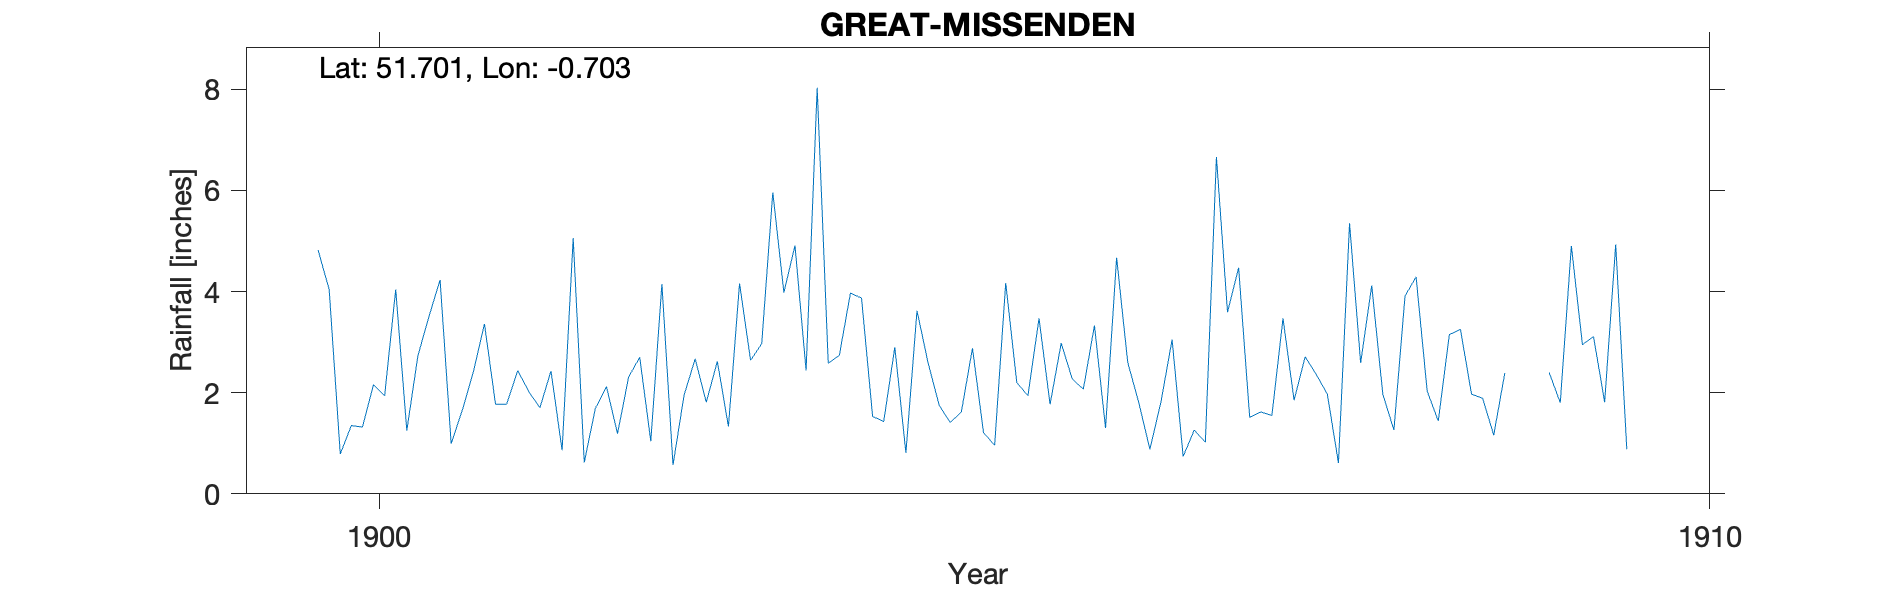 GREAT-MISSENDEN
Lat: 51.701, Lon: -0.703
8
6
4
2
0
Rainfall [inches]
1900
1910
Year